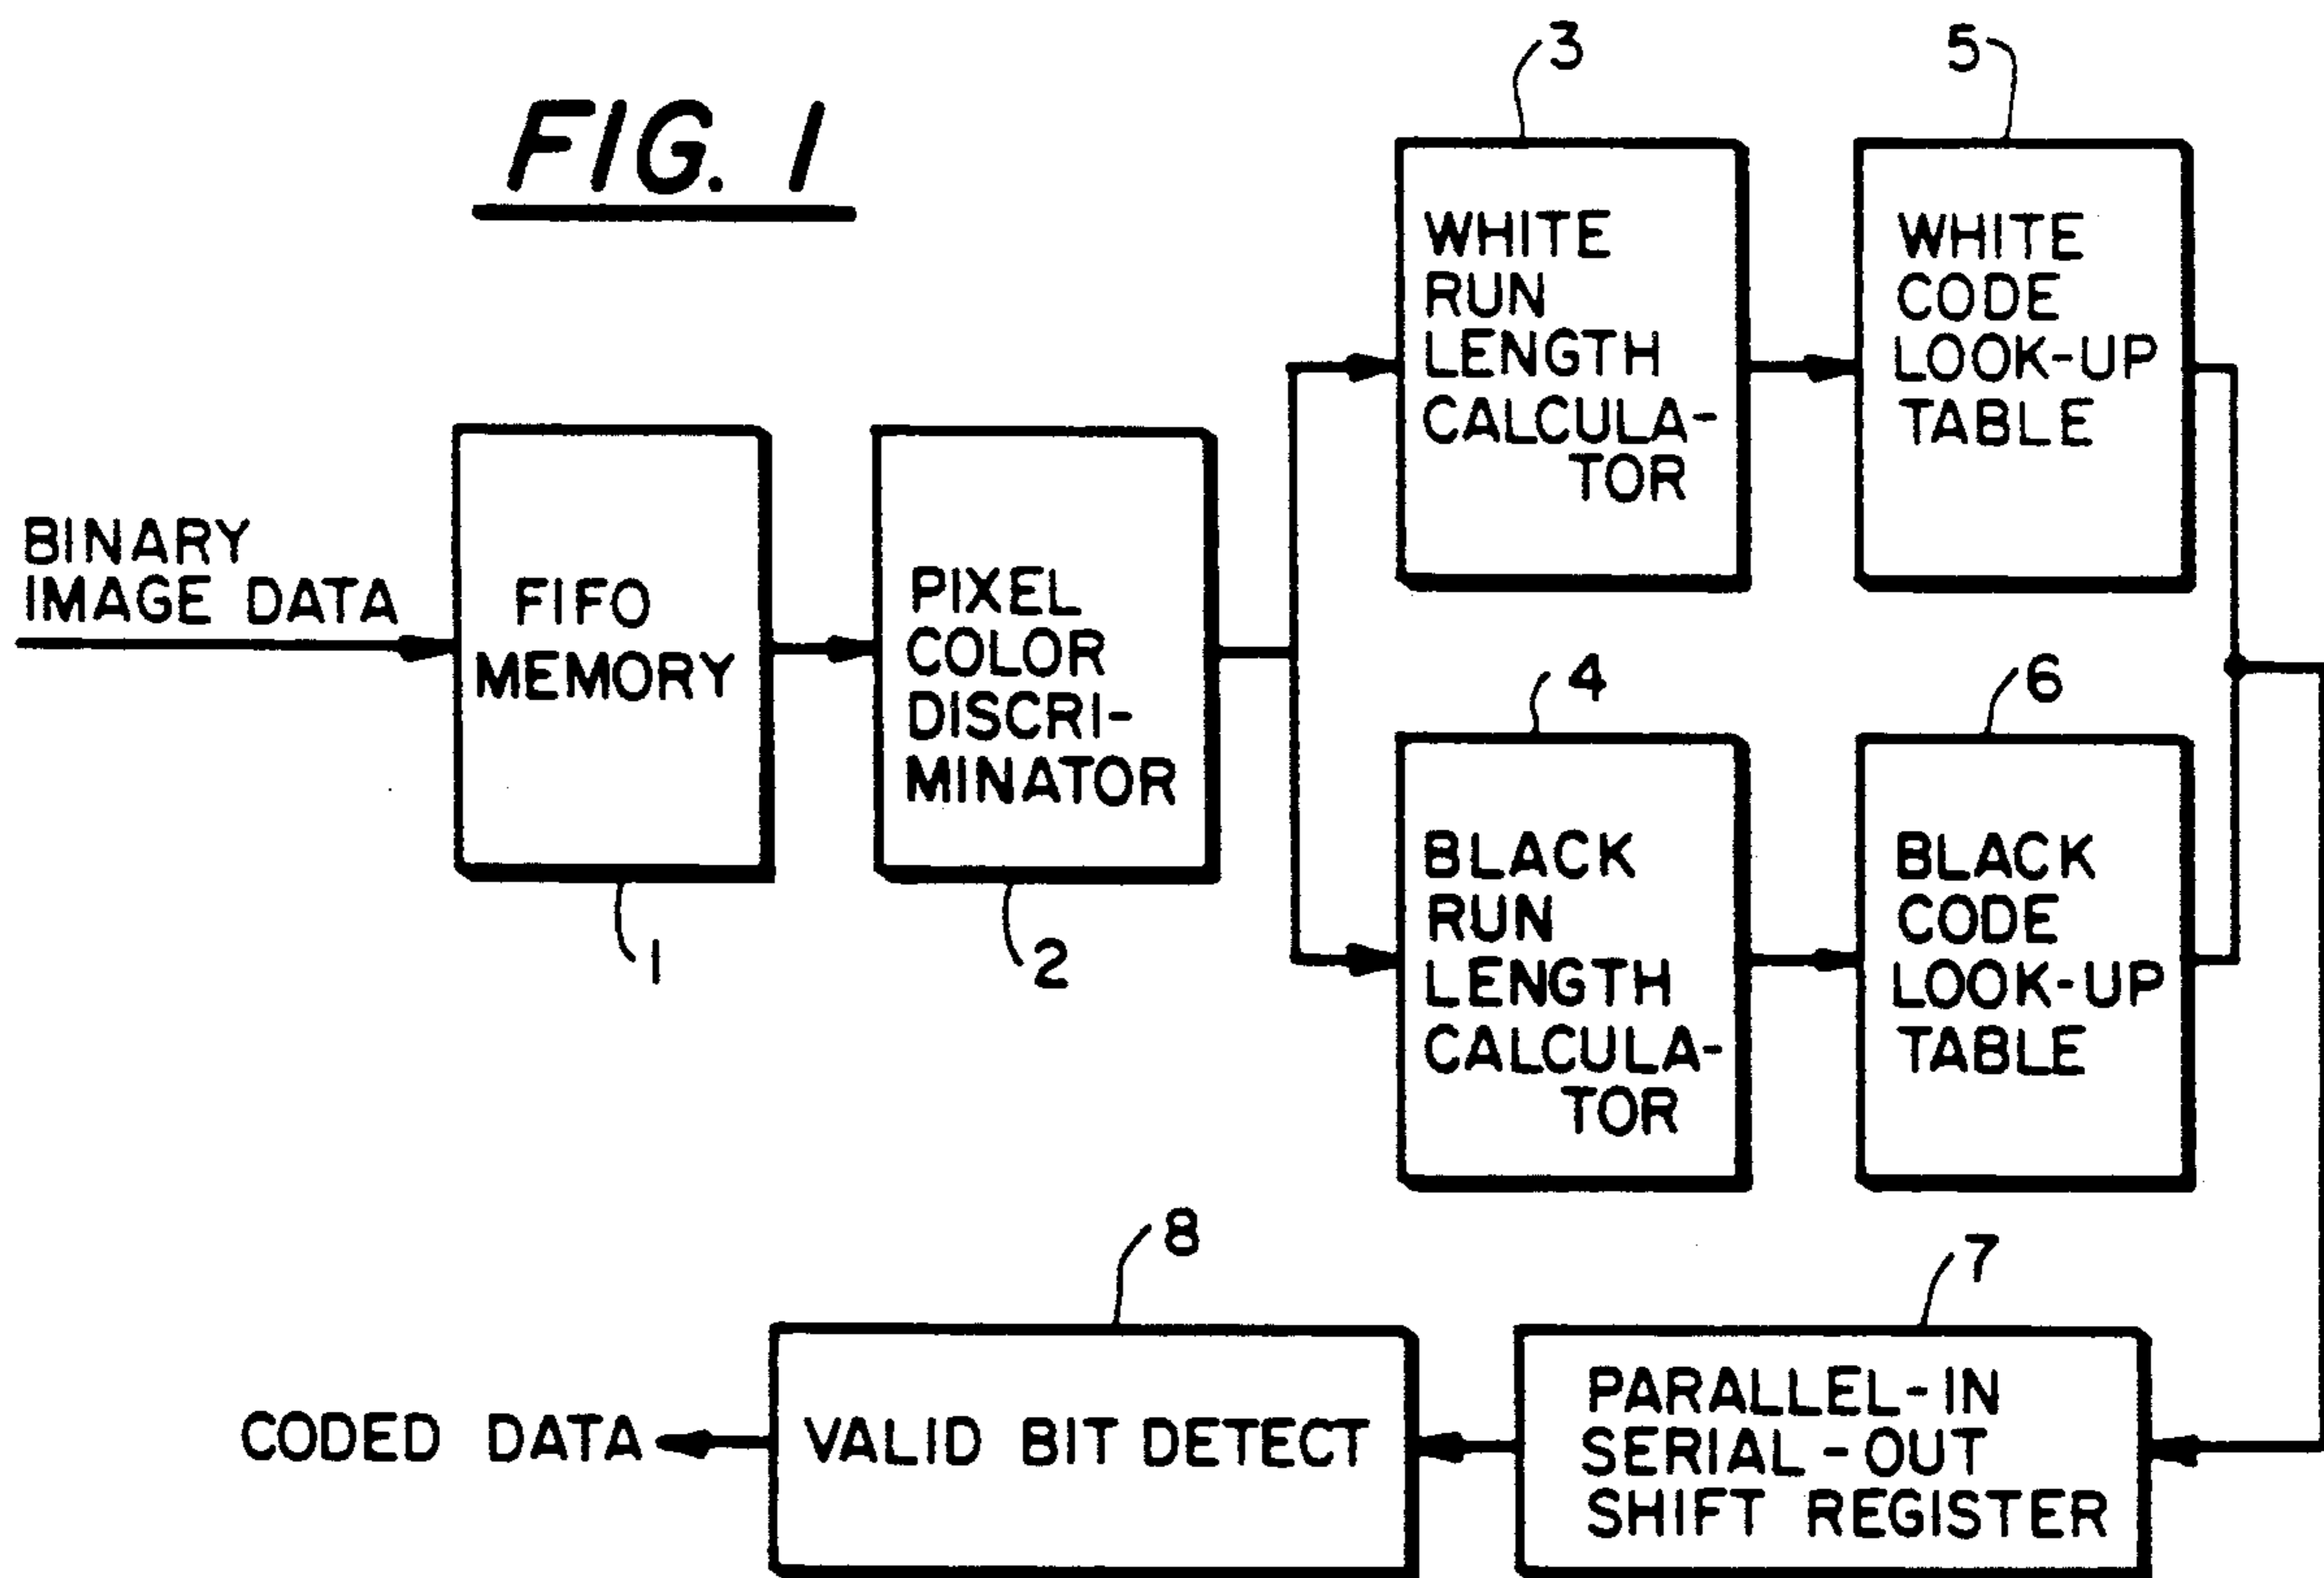 FIG. 1
3
5
WHITE
RUN
LENGTH
CALCULA-
TOR
WHITE
CODE
LOOK-UP
TABLE
BINARY
IMAGE DATA
FIFO
MEMORY
1
PIXEL
COLOR
DISCRI-
MINATOR
2
4
6
BLACK
RUN
LENGTH
CALCULA-
TOR
BLACK
CODE
LOOK-UP
TABLE
8
7
CODED DATA
VALID BIT DETECT
PARALLEL-IN
SERIAL-OUT
SHIFT REGISTER